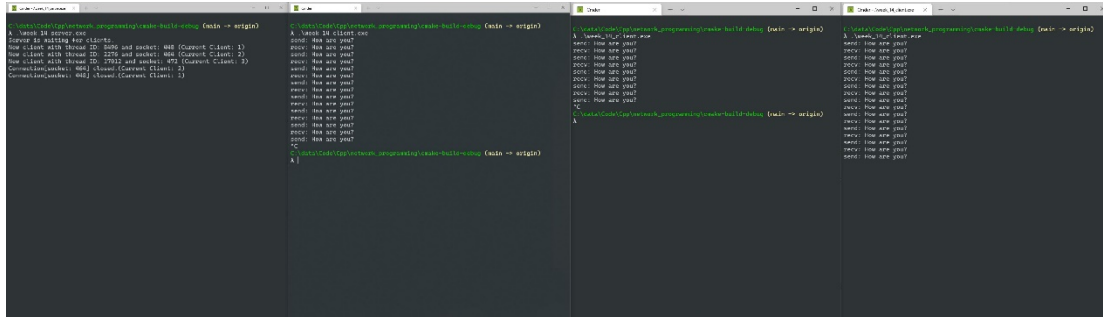 C:\data\Code\Cpp\network_programming\cmake-build-debug (main -> origin)
λ .\week_14_server.exe
Server is waiting for clients.
New client with thread ID: 8496 and socket: 448 (Current Client: 1)
New client with thread ID: 2276 and socket: 464 (Current Client: 2)
New client with thread ID: 27812 and socket: 472 (Current Client: 3)
Connection[socket: 464] closed.(Current Client: 2)
Connection[socket: 448] closed.(Current Client: 1)
C:\data\Code\Cpp\network_programming\cmake-build-debug (main -> origin)
λ .\week_14_client.exe
send: How are you?
recv: How are you?
send: How are you?
recv: How are you?
send: How are you?
recv: How are you?
send: How are you?
recv: How are you?
send: How are you?
recv: How are you?
send: How are you?
recv: How are you?
send: How are you?
recv: How are you?
send: How are you?
^C
C:\data\Code\Cpp\network_programming\cmake-build-debug (main -> origin)
λ
C:\data\Code\Cpp\network_programming\cmake-build-debug (main -> origin)
λ .\week_14_client.exe
send: How are you?
recv: How are you?
send: How are you?
recv: How are you?
send: How are you?
recv: How are you?
send: How are you?
recv: How are you?
send: How are you?
^C
C:\data\Code\Cpp\network_programming\cmake-build-debug (main -> origin)
λ
C:\data\Code\Cpp\network_programming\cmake-build-debug (main -> origin)
λ .\week_14_client.exe
send: How are you?
recv: How are you?
send: How are you?
recv: How are you?
send: How are you?
recv: How are you?
send: How are you?
recv: How are you?
send: How are you?
recv: How are you?
send: How are you?
recv: How are you?
send: How are you?
recv: How are you?
send: How are you?
recv: How are you?
send: How are you?